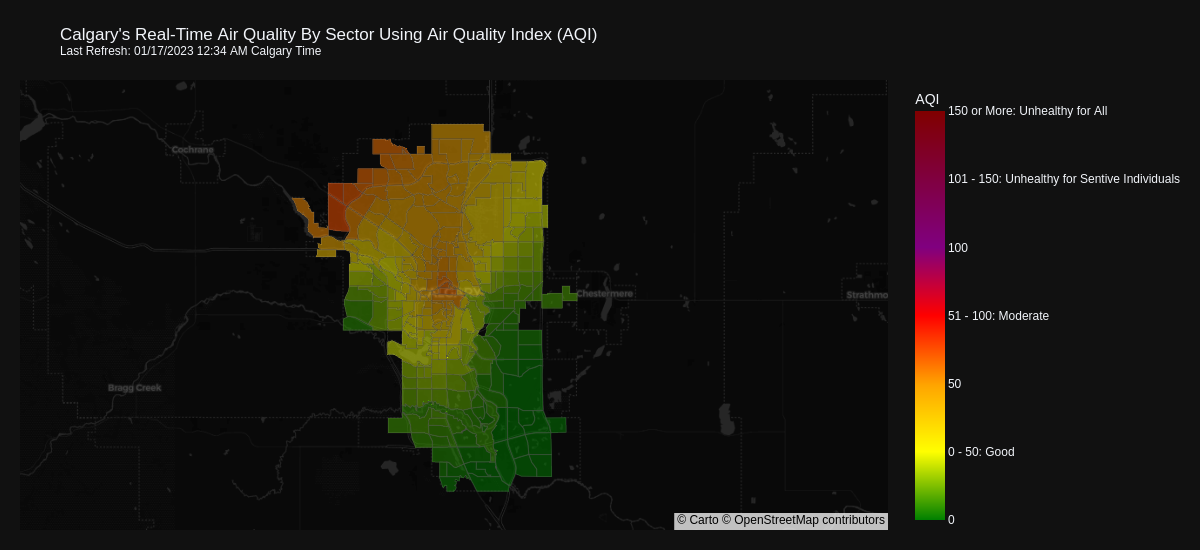 Calgary's Real-Time Air Quality By Sector Using Air Quality Index (AQI)
Last Refresh: 01/17/2023 12:34 AM Calgary Time
AQI
150 or More: Unhealthy for All
101 - 150: Unhealthy for Sentive Individuals
100
51 - 100: Moderate
50
0 - 50: Good
0
Cochrane
Chestermere
Strathmo
Bragg Creek
© Carto © OpenStreetMap contributors